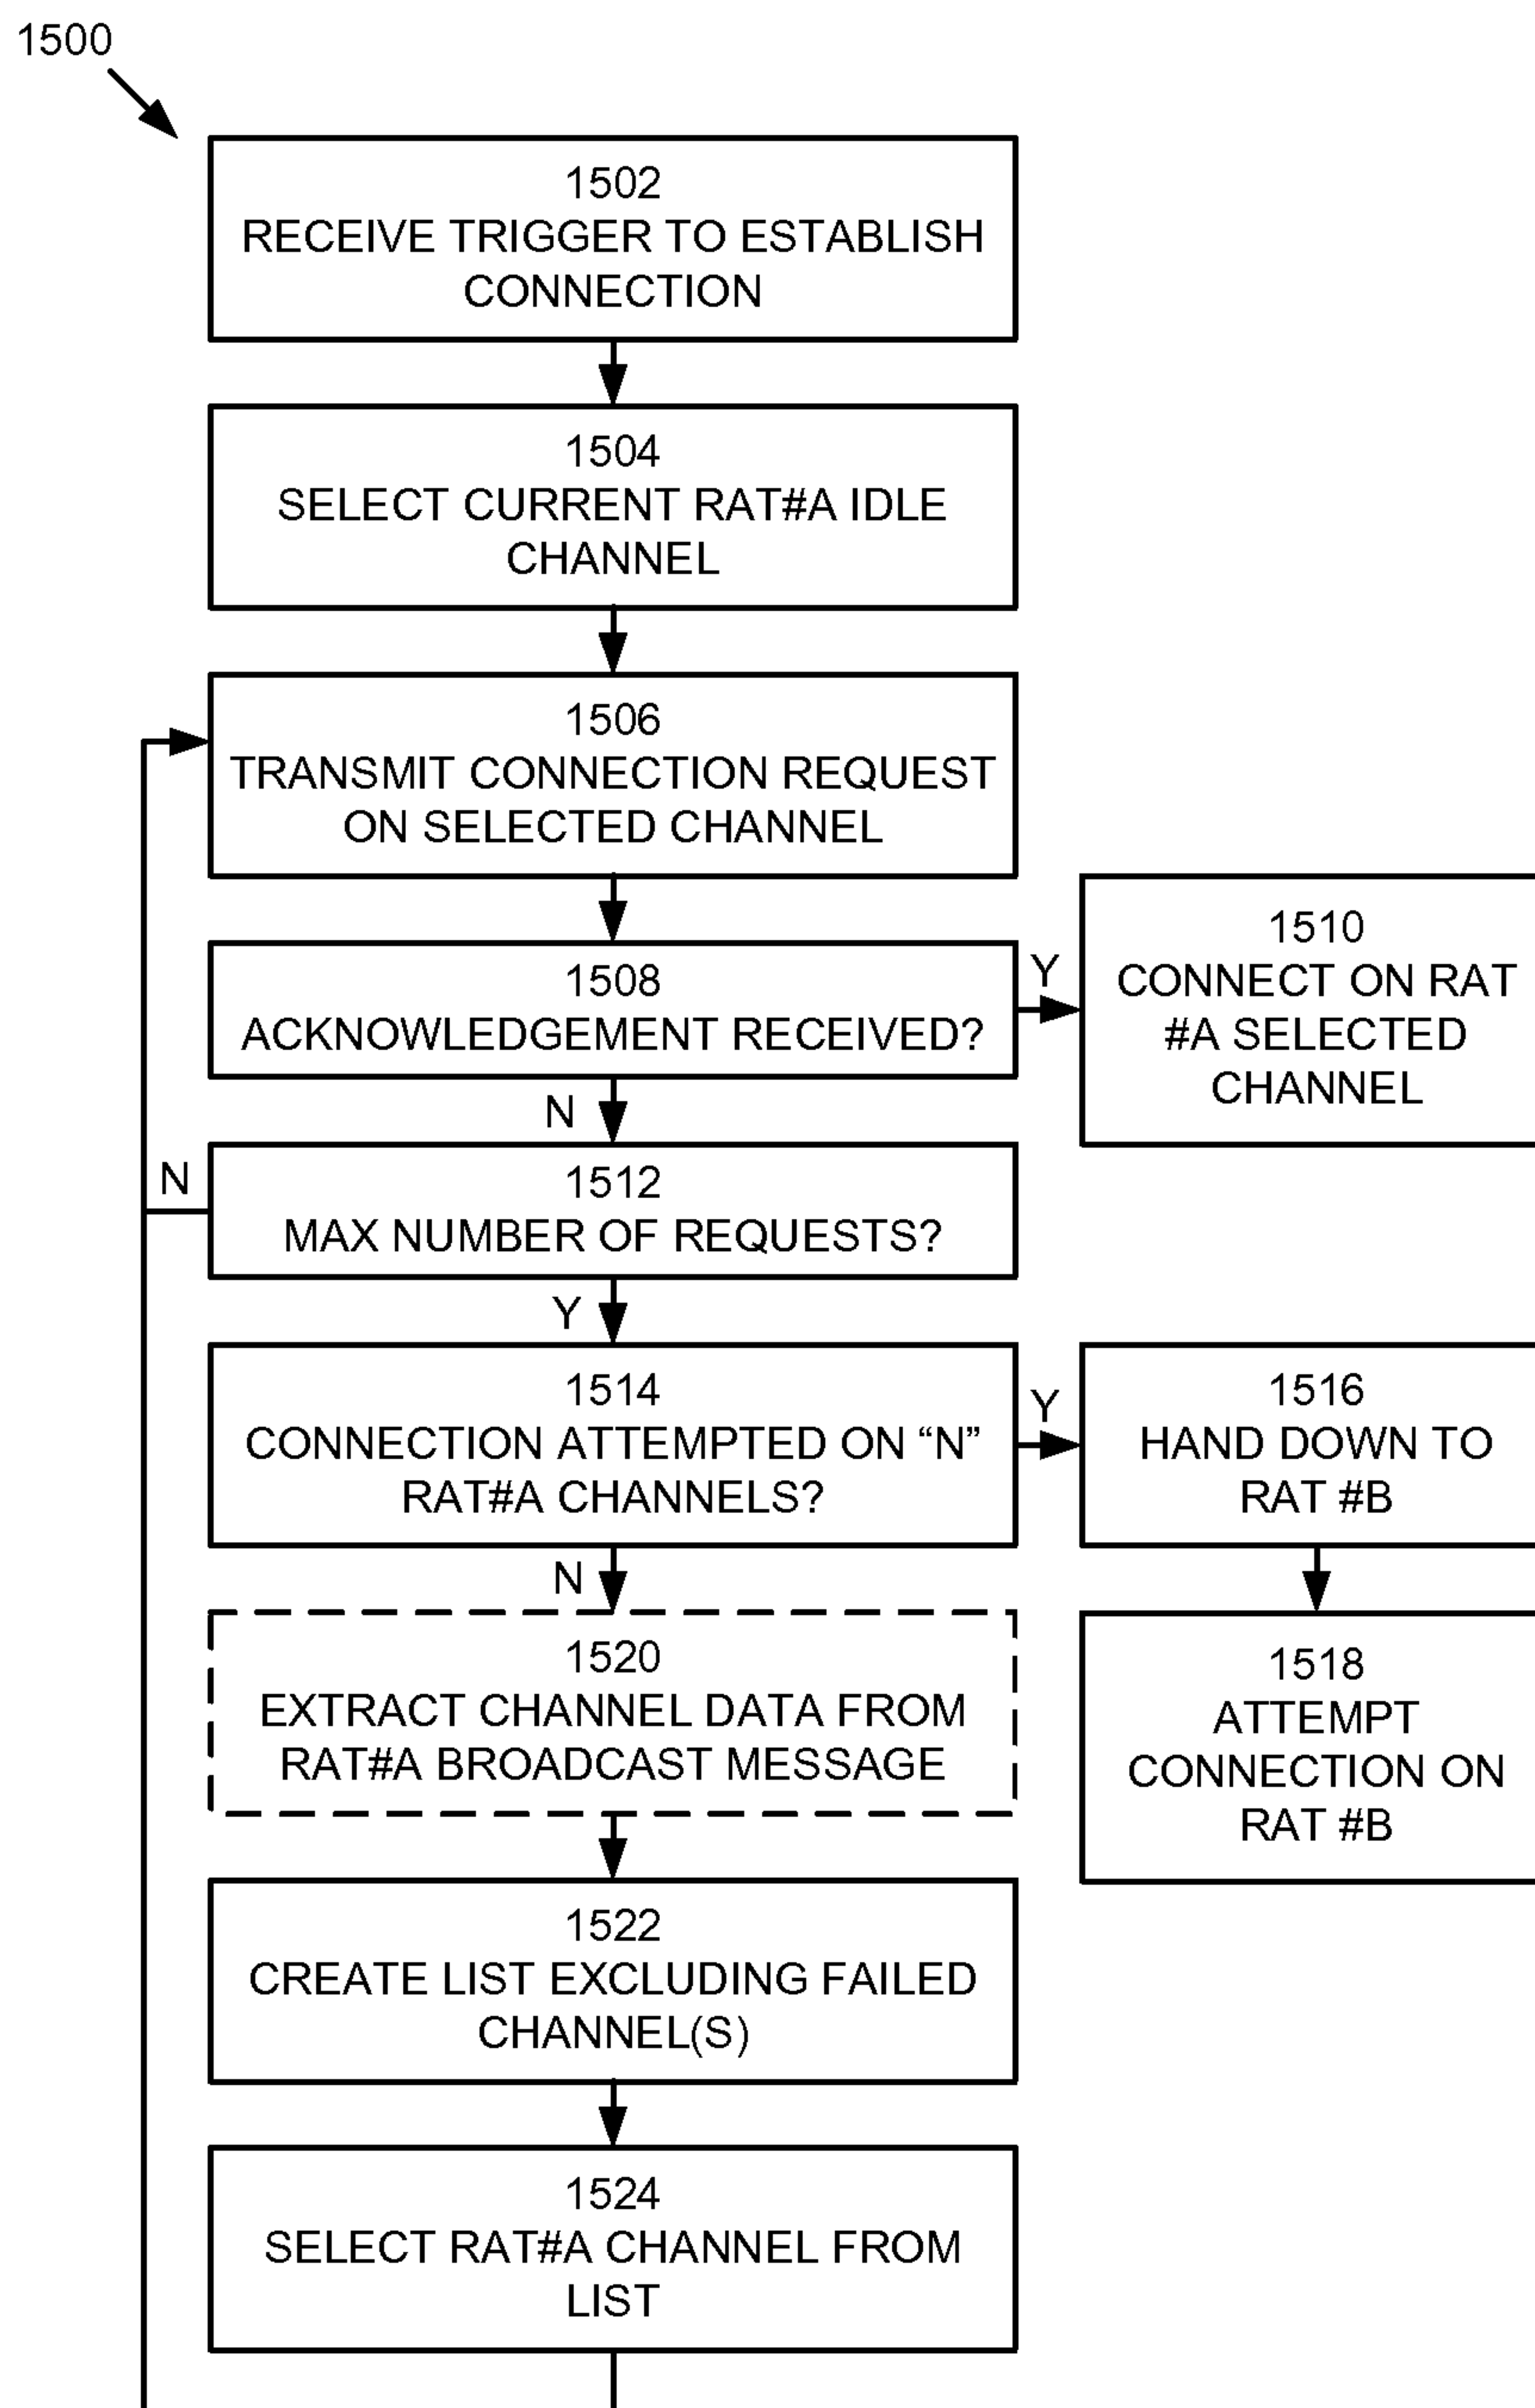 1500
1502
RECEIVE TRIGGER TO ESTABLISH
CONNECTION
1504
SELECT CURRENT RAT#A IDLE
CHANNEL
1506
TRANSMIT CONNECTION REQUEST
ON SELECTED CHANNEL
1508
ACKNOWLEDGEMENT RECEIVED?
Y
1510
CONNECT ON RAT
#A SELECTED
CHANNEL
N
N
1512
MAX NUMBER OF REQUESTS?
Y
1514
CONNECTION ATTEMPTED ON “N”
RAT#A CHANNELS?
Y
1516
HAND DOWN TO
RAT #B
N
1518
ATTEMPT
CONNECTION ON
RAT #B
1520
EXTRACT CHANNEL DATA FROM
RAT#A BROADCAST MESSAGE
1522
CREATE LIST EXCLUDING FAILED
CHANNEL(S)
1524
SELECT RAT#A CHANNEL FROM
LIST